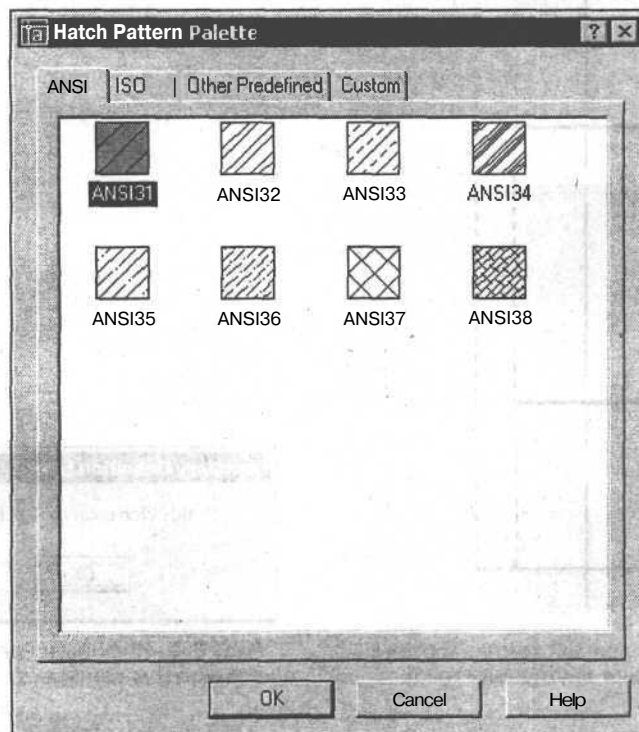 Hatch Pattern Palette
ANSI ISO Other Predefined Custom
ANSI31 ANSI32 ANSI33 ANSI34
ANSI35 ANSI36 ANSI37 ANSI38
OK Cancel Help